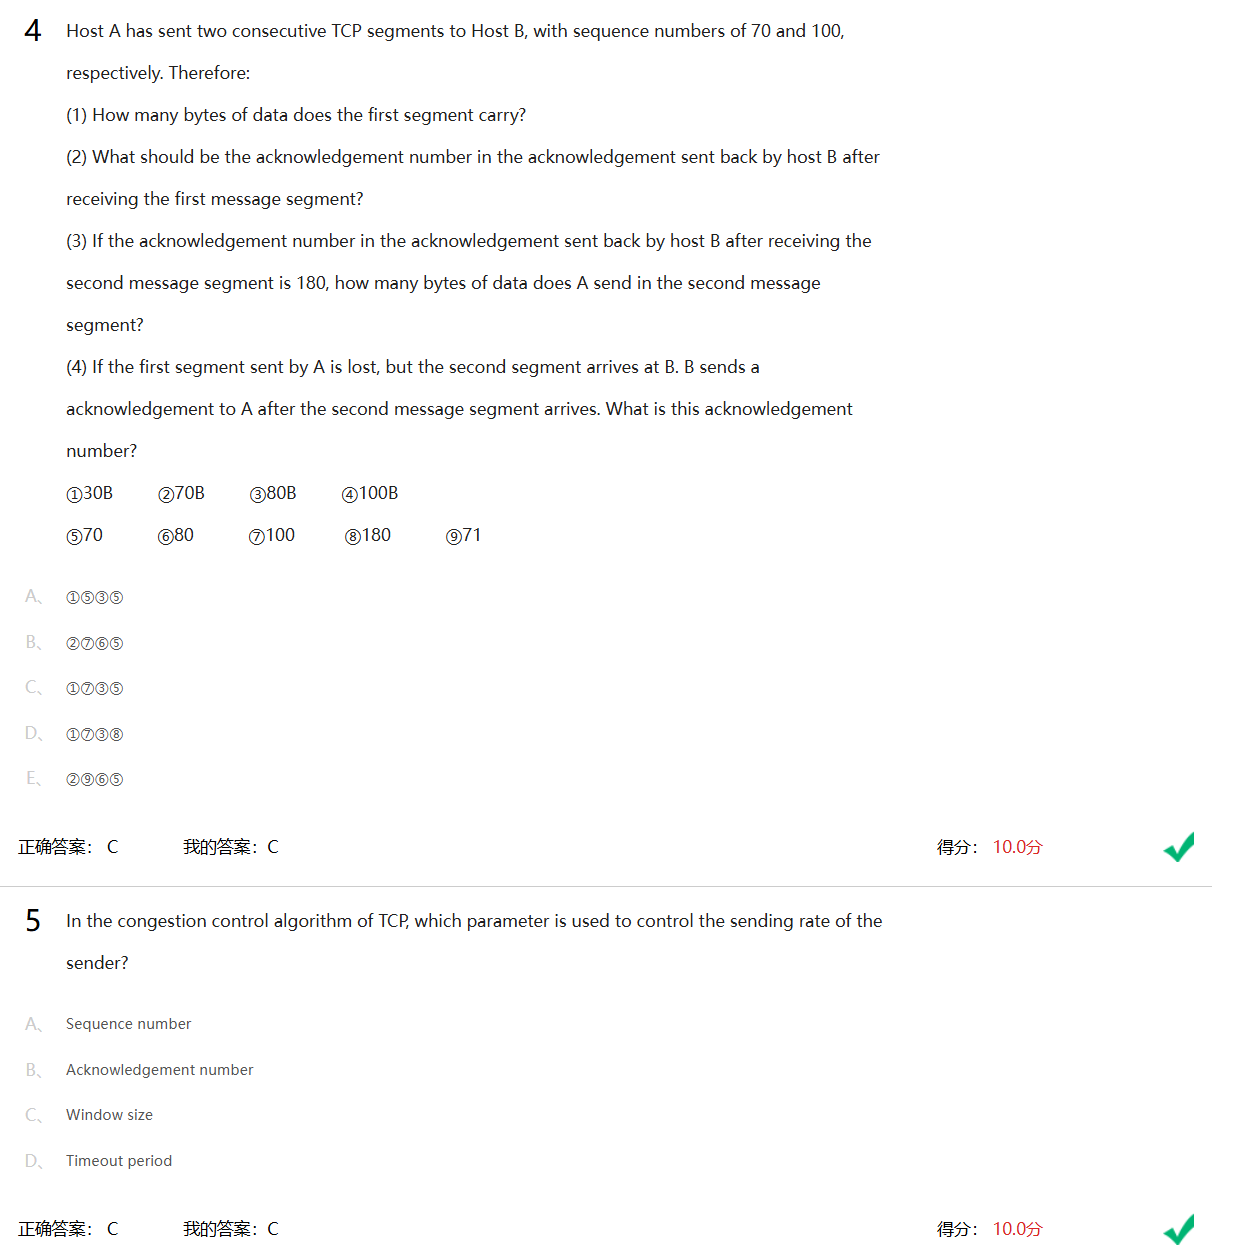 4 Host A has sent two consecutive TCP segments to Host B, with sequence numbers of 70 and 100,
respectively. Therefore:
(1) How many bytes of data does the first segment carry?
(2) What should be the acknowledgement number in the acknowledgement sent back by host B after
receiving the first message segment?
(3) If the acknowledgement number in the acknowledgement sent back by host B after receiving the
second message segment is 180, how many bytes of data does A send in the second message
segment?
(4) If the first segment sent by A is lost, but the second segment arrives at B. B sends a
acknowledgement to A after the second message segment arrives. What is this acknowledgement
number?
①30B ②70B ③80B ④100B
⑤70 ⑥80 ⑦100 ⑧180 ⑨71
A、 ①⑤③⑤
B、 ②⑦⑥⑤
C、 ①⑦③⑤
D、 ①⑦③⑧
E、 ②⑨⑥⑤
正确答案： C 我的答案：C 得分： 10.0分
5 In the congestion control algorithm of TCP, which parameter is used to control the sending rate of the
sender?
A、 Sequence number
B、 Acknowledgement number
C、 Window size
D、 Timeout period
正确答案： C 我的答案：C 得分： 10.0分